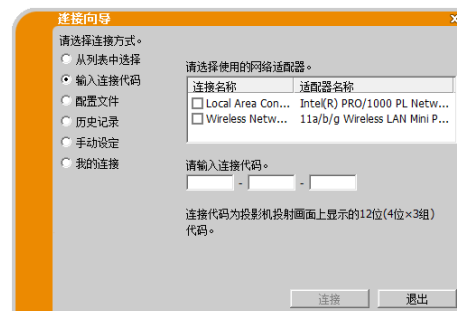 连接向导
x
请选择连接方式。
从列表中选择
输入连接代码
配置文件
历史记录
手动设定
我的连接
请选择使用的网络适配器。
连接名称 适配器名称
Local Area Con... Intel(R) PRO/1000 PL Netw...
Wireless Netw... 11a/b/g Wireless LAN Mini P...
请输入连接代码。
- -
连接代码为投影机投射画面上显示的12位(4位×3组)
代码。
连接 退出